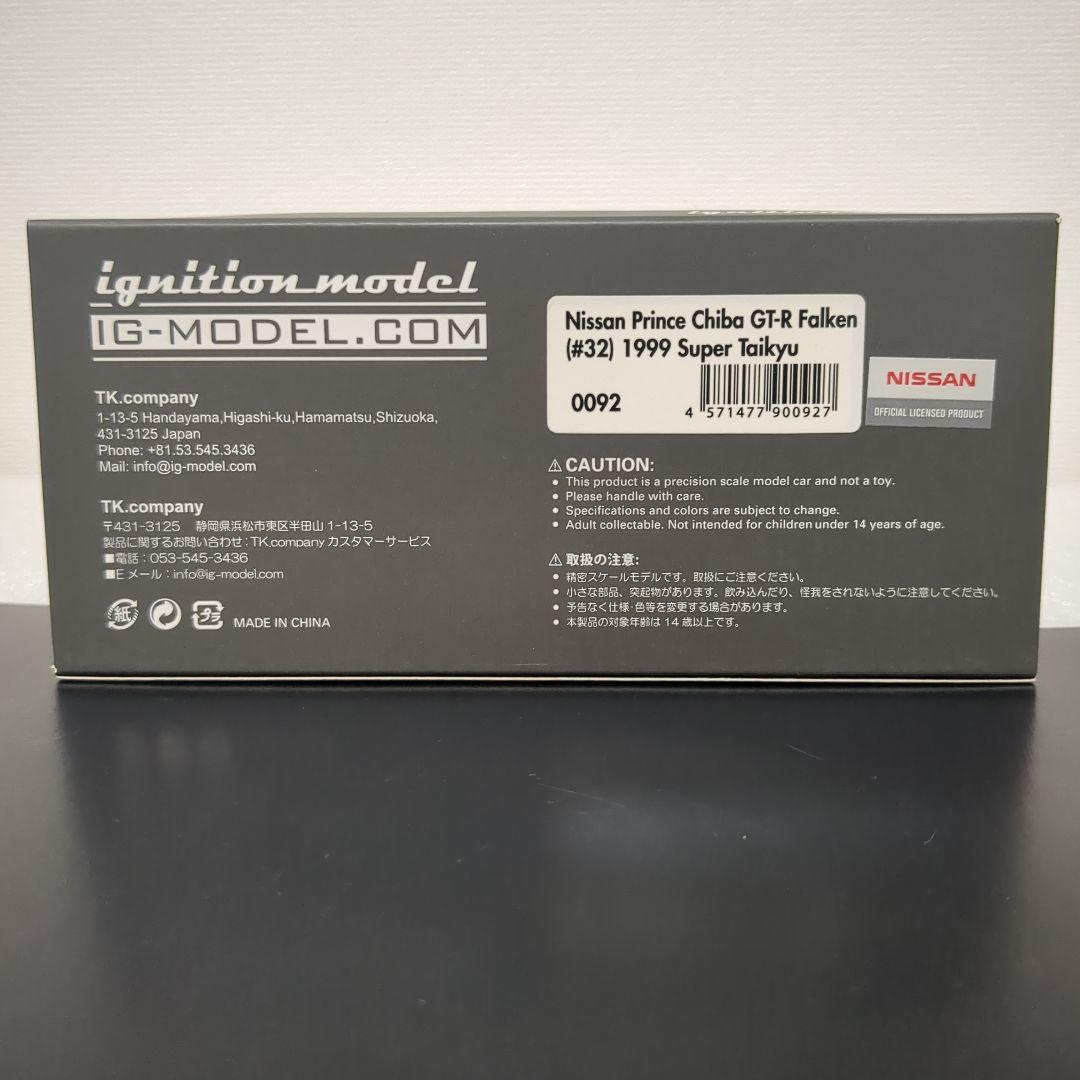 ignition model
IG-MODEL.COM
TK.company
1-13-5 Handayama,Higashi-ku,Hamamatsu,Shizuoka,
431-3125 Japan
Phone: +81.53.545.3436
Mail: info@ig-model.com
TK.company
〒431-3125 静岡県浜松市東区半田山 1-13-5
製品に関するお問い合わせ：TK.company カスタマーサービス
■電話：053-545-3436
■E メール：info@ig-model.com
紙
プラ
MADE IN CHINA
Nissan Prince Chiba GT-R Falken
(#32) 1999 Super Taikyu
0092
4 571477 900927
NISSAN
OFFICIAL LICENSED PRODUCT
⚠ CAUTION:
• This product is a precision scale model car and not a toy.
• Please handle with care.
• Specifications and colors are subject to change.
• Adult collectable. Not intended for children under 14 years of age.
⚠ 取扱の注意:
• 精密スケールモデルです。取扱にご注意ください。
• 小さな部品、突起物があります。飲み込んだり、怪我をされないように注意してください。
• 予告なく仕様・色等を変更する場合があります。
• 本製品の対象年齢は 14 歳以上です。